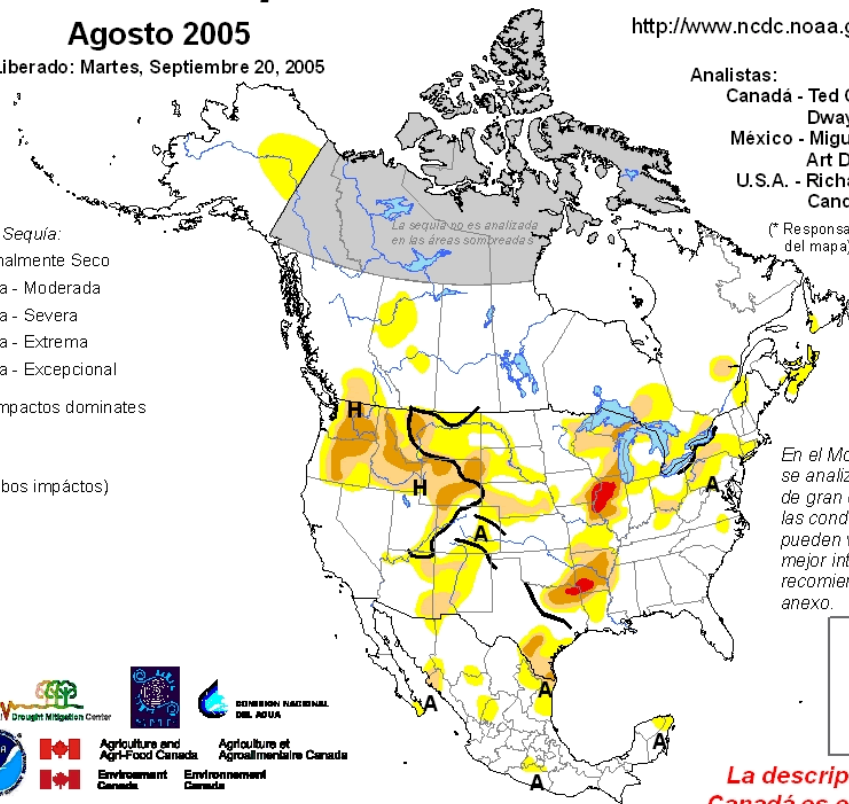 Agosto 2005
Liberado: Martes, Septiembre 20, 2005
http://www.ncdc.noaa.g
Analistas:
Canadá - Ted
Dway
México - Migu
Art D
U.S.A. - Richa
Cand
(* Responsa
del mapa)
La sequía no es analizada
en las áreas sombreadas
Sequía:
nalmente Seco
a - Moderada
a - Severa
a - Extrema
a - Excepcional
mpactos dominates
bos impáctos)
H
H
A
A
A
A
A
A
En el Mo
se analiz
de gran
las cond
pueden v
mejor int
recomien
anexo.
Drought Mitigation Center
COMISION NACIONAL
DEL AGUA
Agriculture and
Agri-Food Canada
Agriculture et
Agroalimentaire Canada
Environment
Canada
Environnement
Canada
La descrip
Canadá es